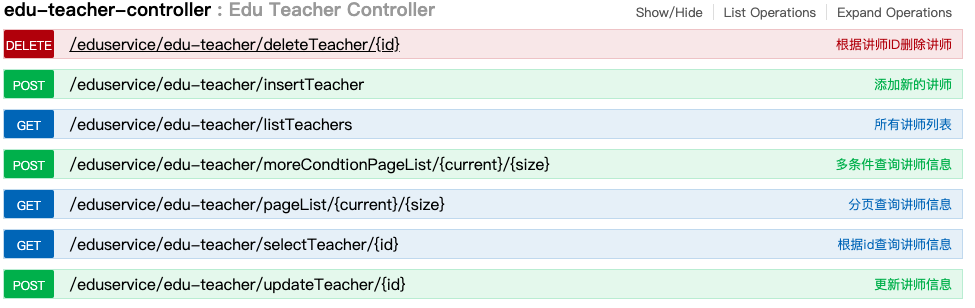 edu-teacher-controller : Edu Teacher Controller Show/Hide List Operations Expand Operations
DELETE /eduservice/edu-teacher/deleteTeacher/{id} 根据讲师ID删除讲师
POST /eduservice/edu-teacher/insertTeacher 添加新的讲师
GET /eduservice/edu-teacher/listTeachers 所有讲师列表
POST /eduservice/edu-teacher/moreCondtionPageList/{current}/{size} 多条件查询讲师信息
GET /eduservice/edu-teacher/pageList/{current}/{size} 分页查询讲师信息
GET /eduservice/edu-teacher/selectTeacher/{id} 根据id查询讲师信息
POST /eduservice/edu-teacher/updateTeacher/{id} 更新讲师信息